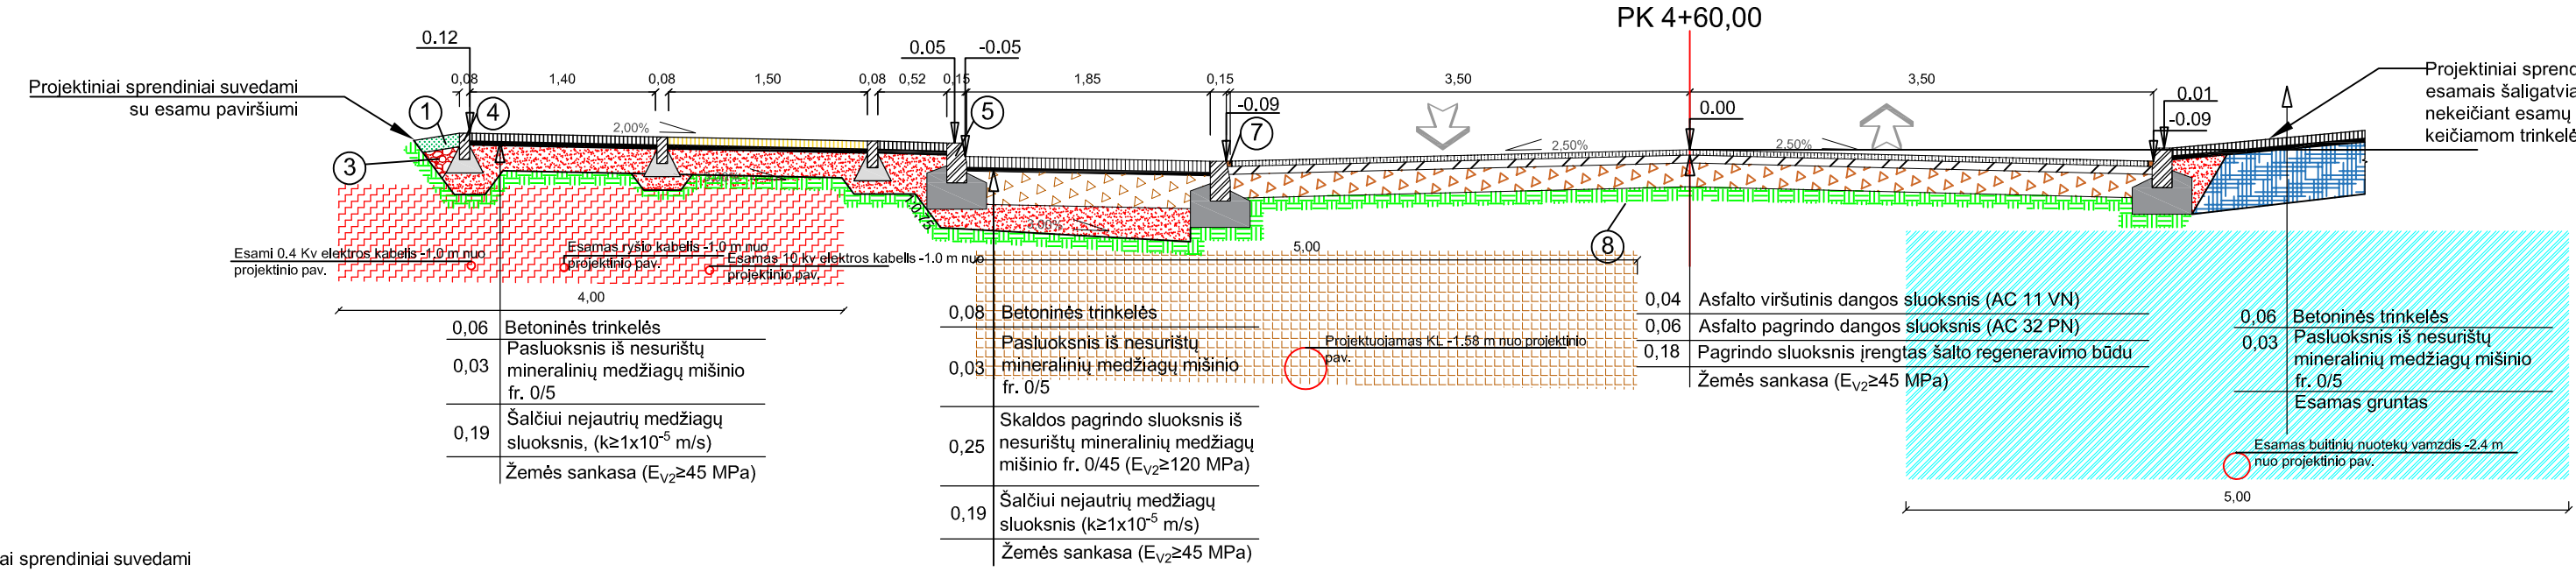 PK 4+60,00
0.12
0.05
-0.05
Projektiniai sprendiniai suvedami
su esamu paviršiumi
0,08
1,40
0,08
1,50
0,08
0,52
0,15
1,85
0,15
3,50
3,50
-0.09
0.00
0.01
-0.09
Projektiniai sprend
esamais šaligatvia
nekeičiant esamų
keičiamom trinkelė
1
4
3
5
7
8
2,00%
2,50%
2,50%
1:0,75
Esami 0.4 Kv elektros kabelis -1.0 m nuo
projektinio pav.
Esamas ryšio kabelis -1.0 m nuo
projektinio pav.
Esamas 10 kv elektros kabelis -1.0 m nuo
projektinio pav.
4,00
5,00
0,06 Betoninės trinkelės
0,03 Pasluoksnis iš nesurištų
mineralinių medžiagų mišinio
fr. 0/5
0,19 Šalčiui nejautrių medžiagų
sluoksnis, (k≥1x10⁻⁵ m/s)
Žemės sankasa (EV2≥45 MPa)
0,08 Betoninės trinkelės
0,03 Pasluoksnis iš nesurištų
mineralinių medžiagų mišinio
fr. 0/5
0,25 Skaldos pagrindo sluoksnis iš
nesurištų mineralinių medžiagų
mišinio fr. 0/45 (EV2≥120 MPa)
0,19 Šalčiui nejautrių medžiagų
sluoksnis (k≥1x10⁻⁵ m/s)
Žemės sankasa (EV2≥45 MPa)
Projektuojamas KL -1.58 m nuo projektinio
pav.
0,04 Asfalto viršutinis dangos sluoksnis (AC 11 VN)
0,06 Asfalto pagrindo dangos sluoksnis (AC 32 PN)
0,18 Pagrindo sluoksnis įrengtas šalto regeneravimo būdu
Žemės sankasa (EV2≥45 MPa)
0,06 Betoninės trinkelės
0,03 Pasluoksnis iš nesurištų
mineralinių medžiagų mišinio
fr. 0/5
Esamas gruntas
Esamas buitinių nuotekų vamzdis -2.4 m
nuo projektinio pav.
5,00
ai sprendiniai suvedami